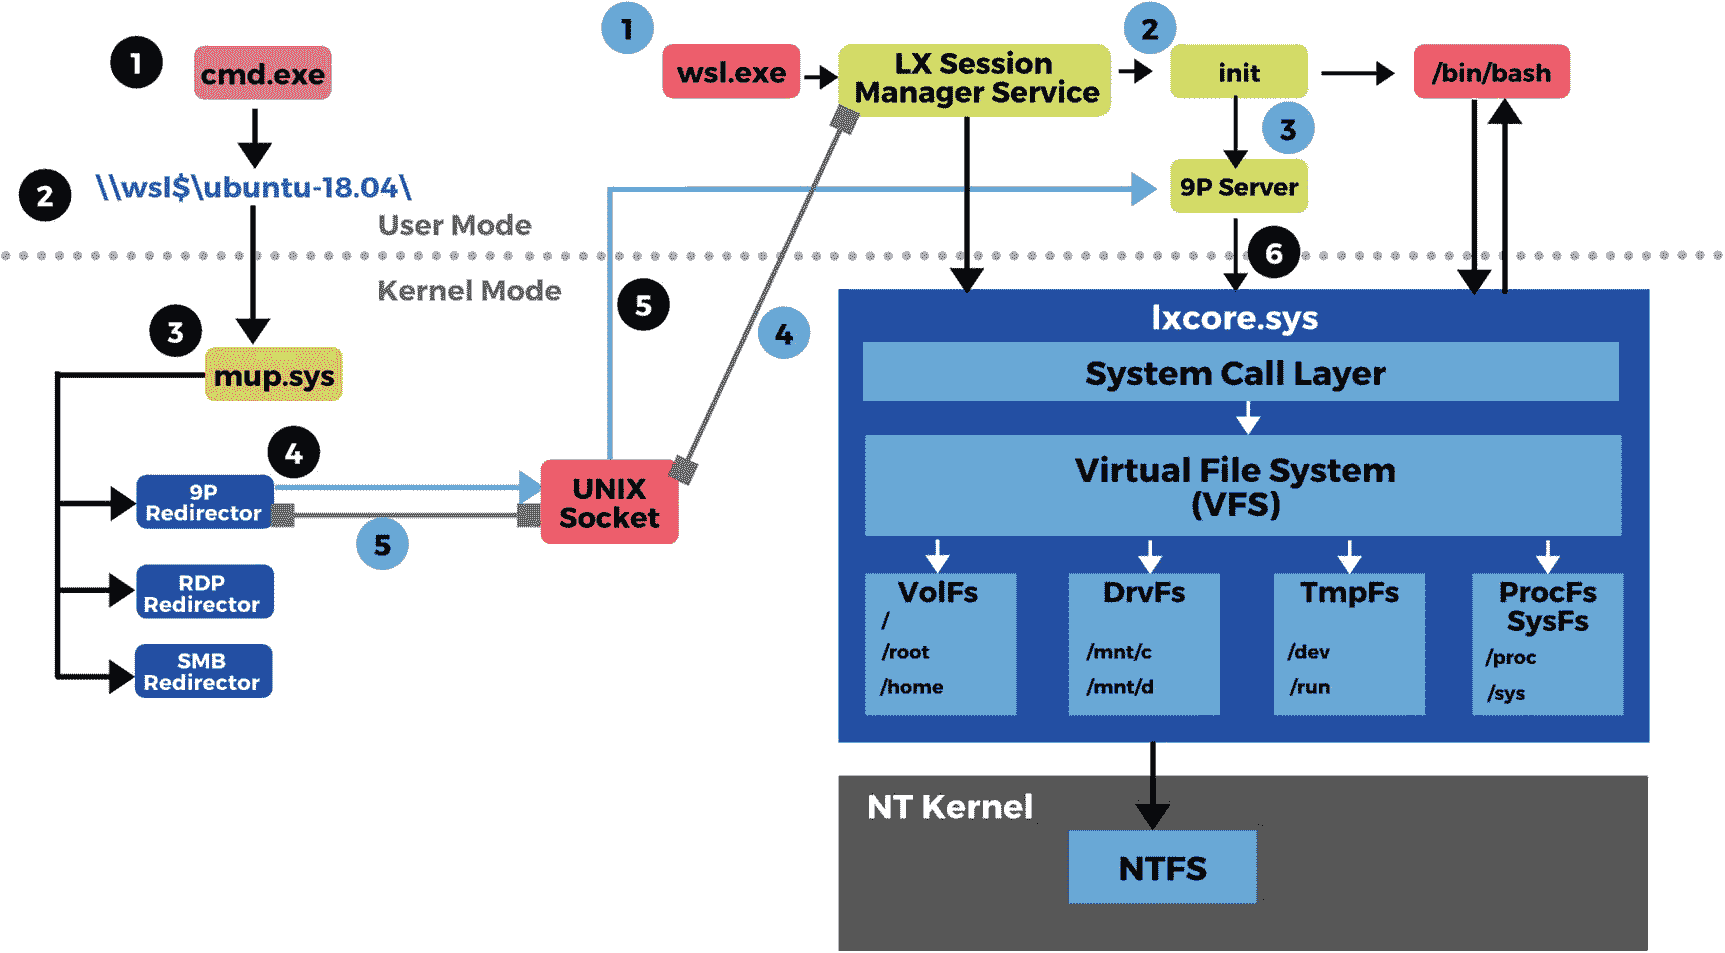 1
cmd.exe
2
\\wsl$\ubuntu-18.04\
User Mode
Kernel Mode
3
mup.sys
4
9P
Redirector
5
RDP
Redirector
SMB
Redirector
UNIX
Socket
5
4
1
wsl.exe
LX Session
Manager Service
2
init
/bin/bash
3
9P Server
6
lxcore.sys
System Call Layer
Virtual File System
(VFS)
VolFs
/
/root
/home
DrvFs
/mnt/c
/mnt/d
TmpFs
/dev
/run
ProcFs
SysFs
/proc
/sys
NT Kernel
NTFS